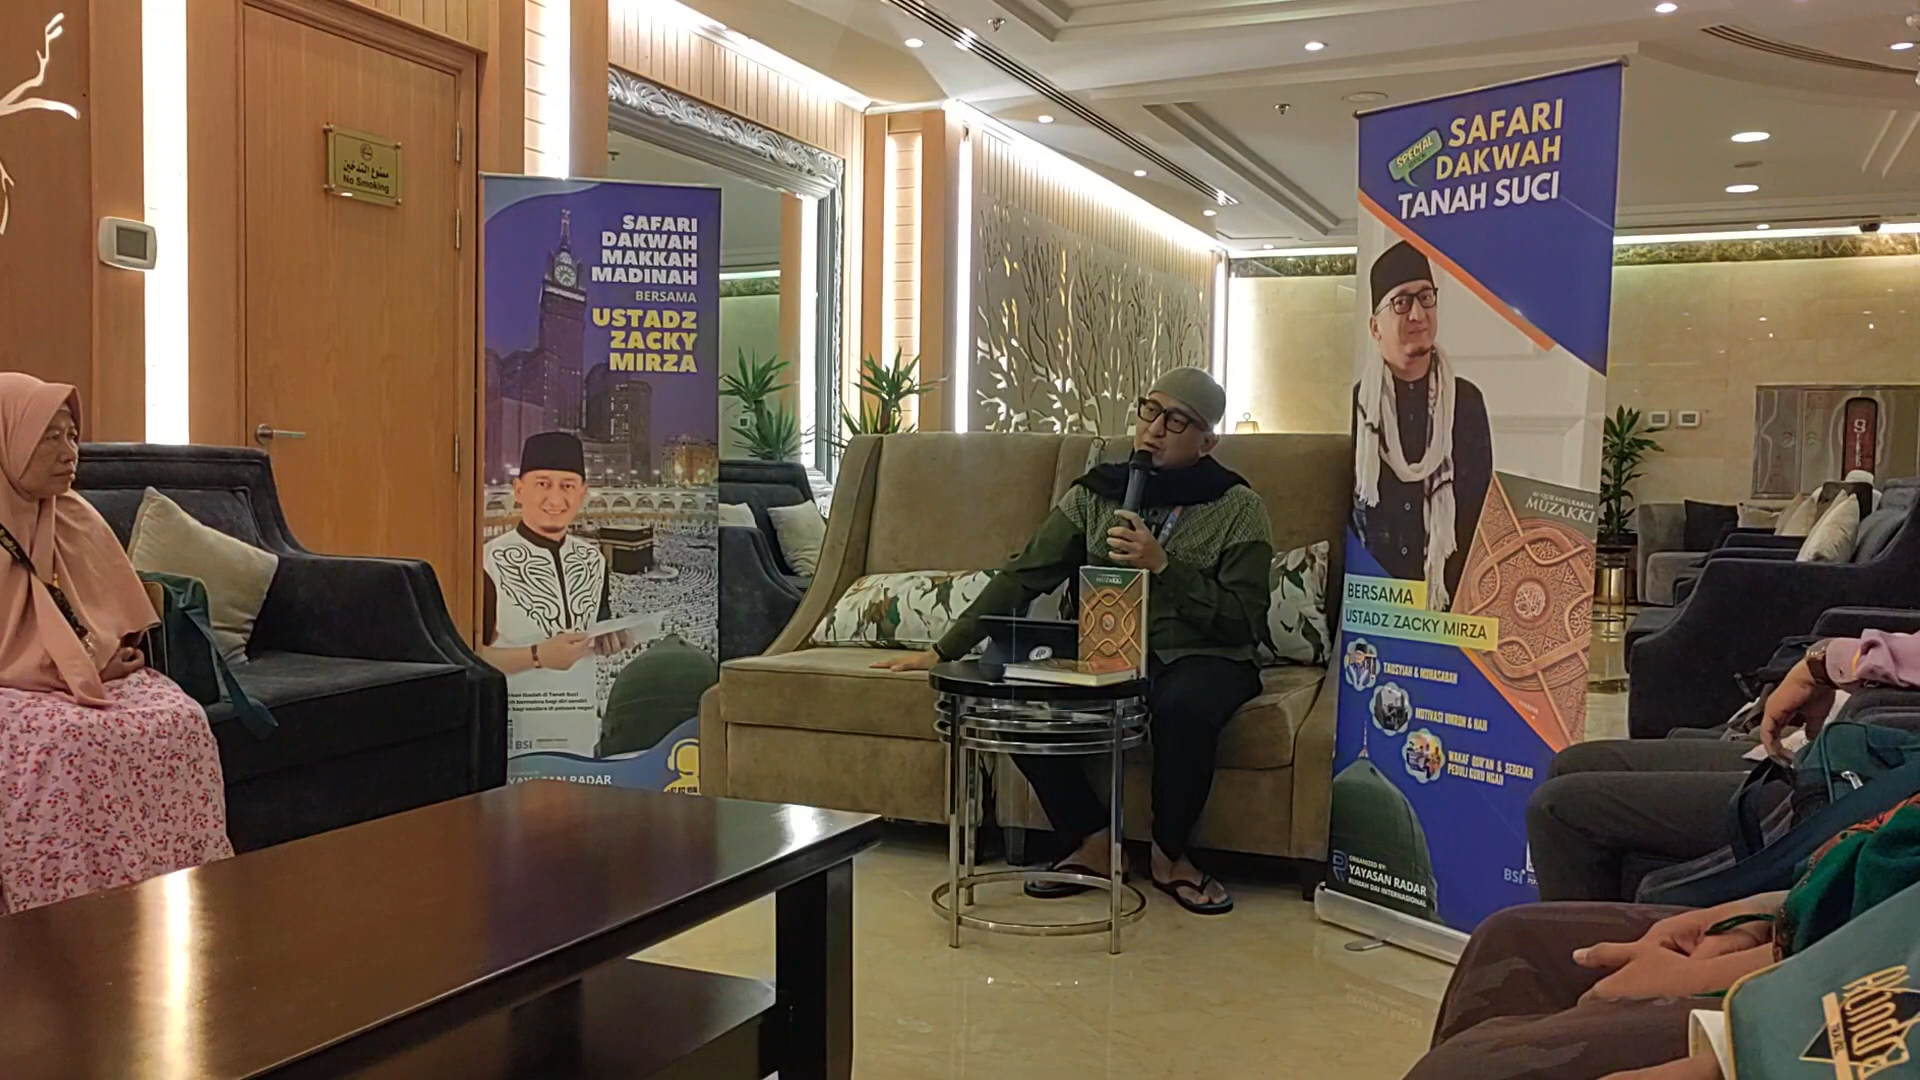 ممنوع التدخين
No Smoking
SAFARI
DAKWAH
MAKKAH
MADINAH
BERSAMA
USTADZ
ZACKY
MIRZA
BSI
YAYASAN RADAR
MUZAKKI
SPECIAL
SAFARI
DAKWAH
TANAH SUCI
MUZAKKI
BERSAMA
USTADZ ZACKY MIRZA
TAUSYIAH & MUHASABAH
MOTIVASI UMROH & HAJI
WAKAF QUR'AN & SEDEKAH
PEDULI GURU NGAJI
ORGANIZED BY:
YAYASAN RADAR
RUMAH DAI INTERNASIONAL
BSI